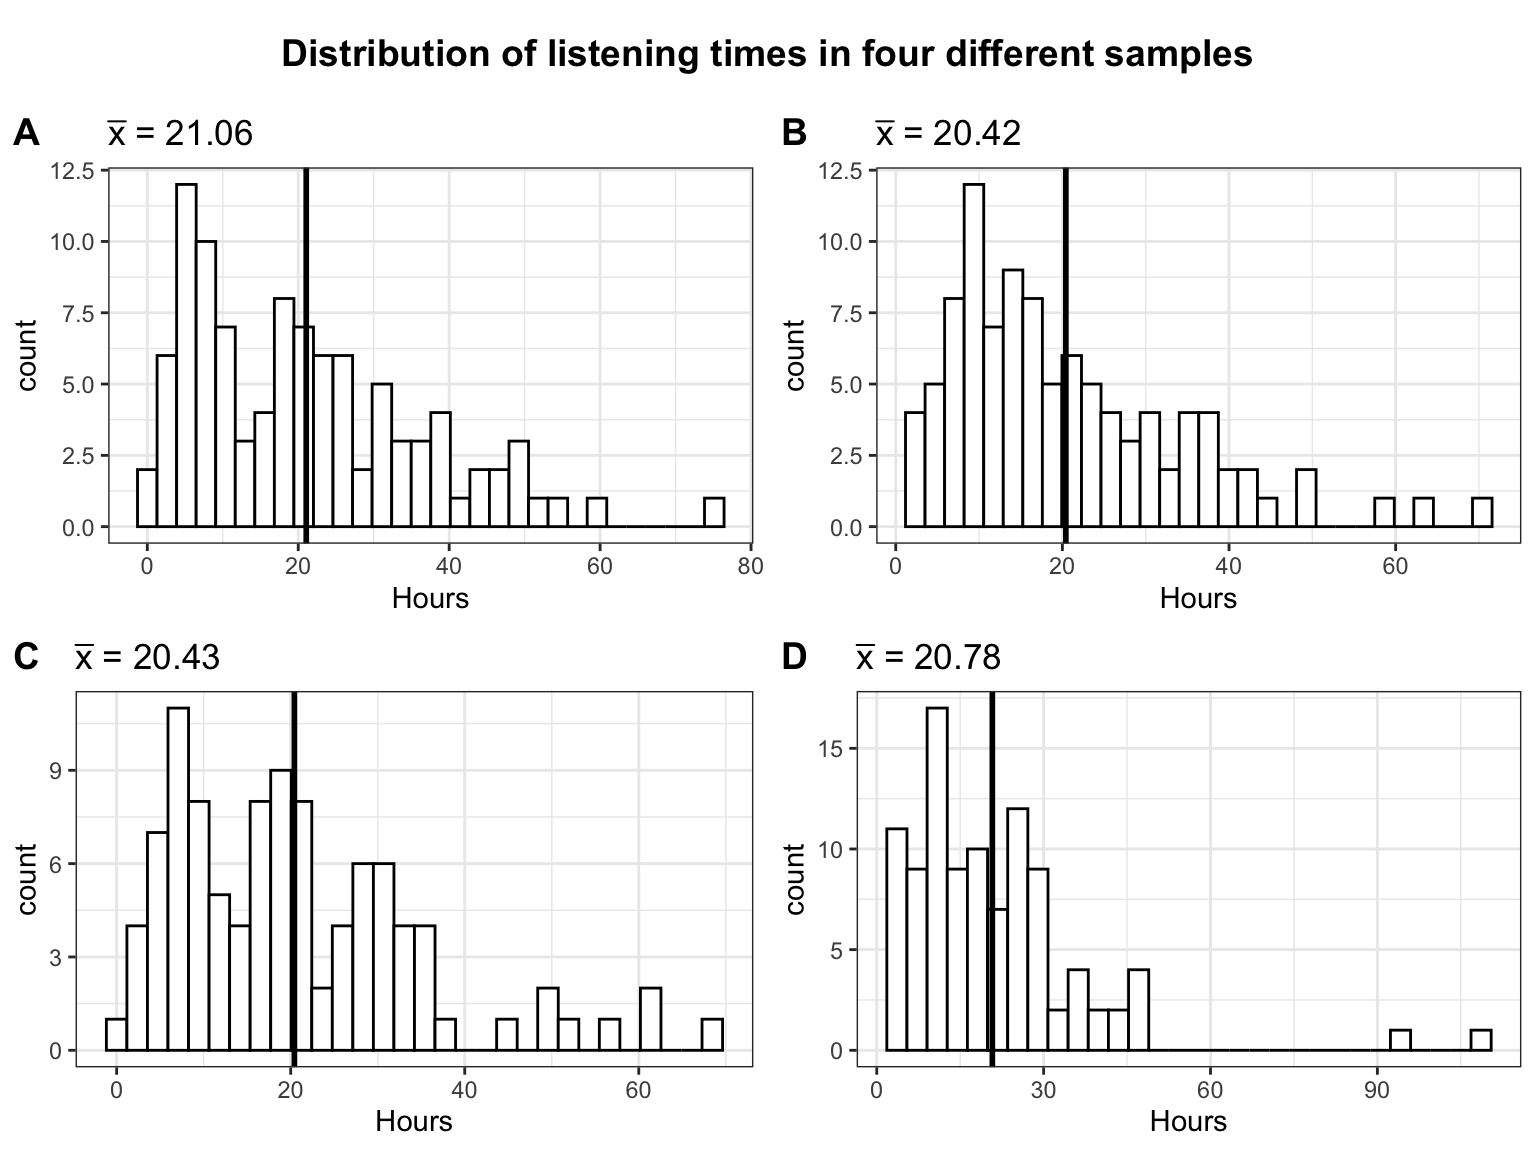 Distribution of listening times in four different samples
A
x̅ = 21.06
12.5
10.0
7.5
5.0
2.5
0.0
count
0 20 40 60 80
Hours
B
x̅ = 20.42
12.5
10.0
7.5
5.0
2.5
0.0
count
0 20 40 60
Hours
C
x̅ = 20.43
9
6
3
0
count
0 20 40 60
Hours
D
x̅ = 20.78
15
10
5
0
count
0 30 60 90
Hours